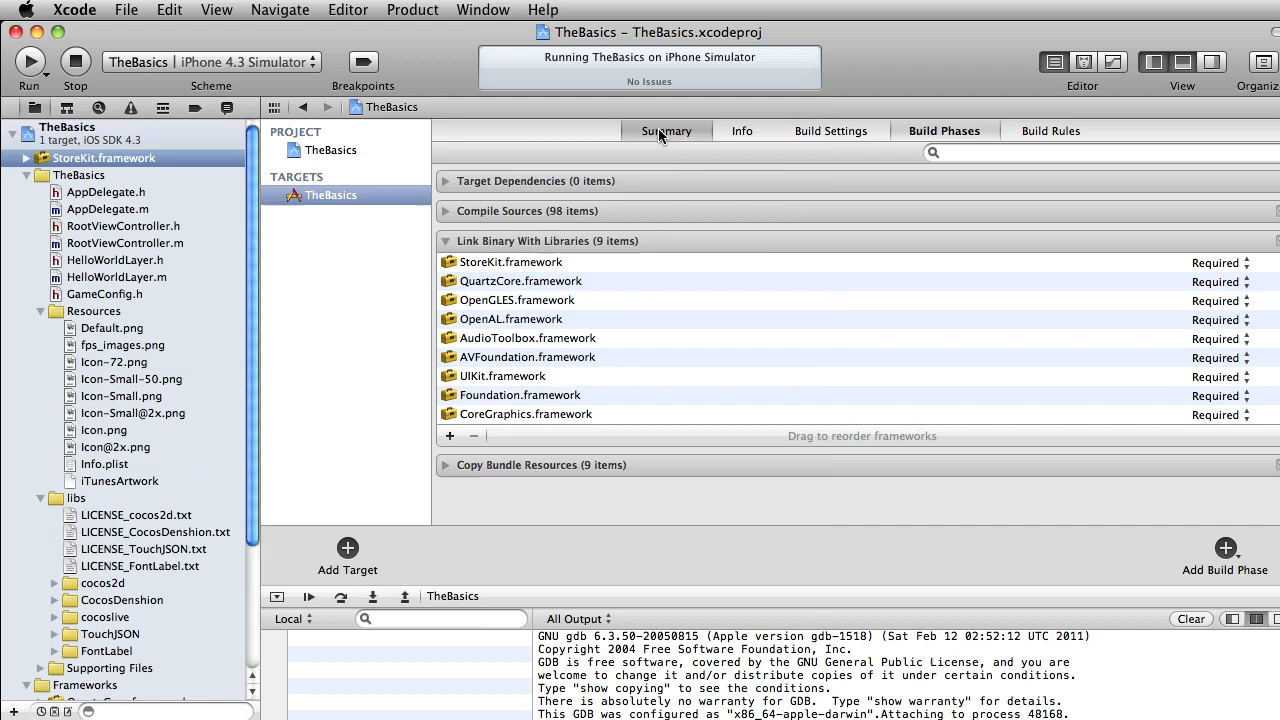 Xcode File Edit View Navigate Editor Product Window Help
TheBasics - TheBasics.xcodeproj
TheBasics | iPhone 4.3 Simulator
Running TheBasics on iPhone Simulator
No Issues
Run Stop Scheme Breakpoints Editor View Organiz
TheBasics
TheBasics
1 target, iOS SDK 4.3
StoreKit.framework
TheBasics
AppDelegate.h
AppDelegate.m
RootViewController.h
RootViewController.m
HelloWorldLayer.h
HelloWorldLayer.m
GameConfig.h
Resources
Default.png
fps_images.png
Icon-72.png
Icon-Small-50.png
Icon-Small.png
Icon-Small@2x.png
Icon.png
Icon@2x.png
Info.plist
iTunesArtwork
libs
LICENSE_cocos2d.txt
LICENSE_CocosDenshion.txt
LICENSE_TouchJSON.txt
LICENSE_FontLabel.txt
cocos2d
CocosDenshion
cocoslive
TouchJSON
FontLabel
Supporting Files
Frameworks
PROJECT
TheBasics
TARGETS
TheBasics
Summary Info Build Settings Build Phases Build Rules
Target Dependencies (0 items)
Compile Sources (98 items)
Link Binary With Libraries (9 items)
StoreKit.framework Required
QuartzCore.framework Required
OpenGLES.framework Required
OpenAL.framework Required
AudioToolbox.framework Required
AVFoundation.framework Required
UIKit.framework Required
Foundation.framework Required
CoreGraphics.framework Required
+ − Drag to reorder frameworks
Copy Bundle Resources (9 items)
Add Target Add Build Phase
TheBasics
Local All Output Clear
GNU gdb 6.3.50-20050815 (Apple version gdb-1518) (Sat Feb 12 02:52:12 UTC 2011)
Copyright 2004 Free Software Foundation, Inc.
GDB is free software, covered by the GNU General Public License, and you are
welcome to change it and/or distribute copies of it under certain conditions.
Type "show copying" to see the conditions.
There is absolutely no warranty for GDB.  Type "show warranty" for details.
This GDB was configured as "x86_64-apple-darwin".Attaching to process 48168.